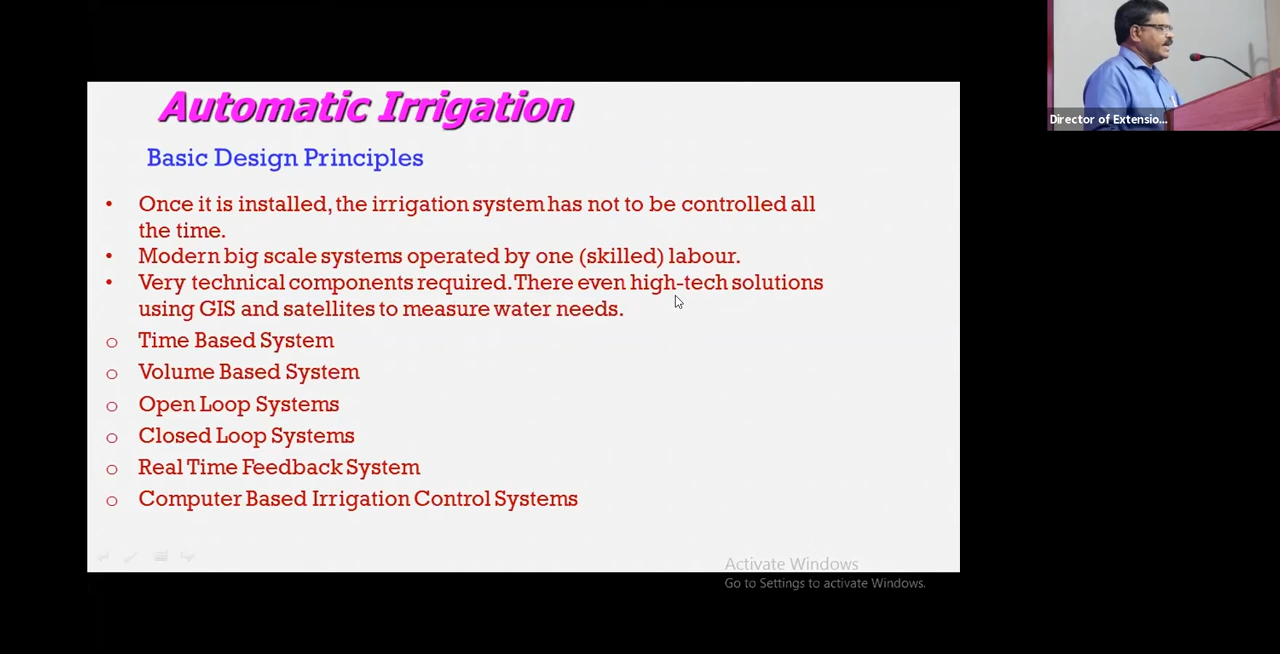 Automatic Irrigation
Basic Design Principles
• Once it is installed, the irrigation system has not to be controlled all
the time.
• Modern big scale systems operated by one (skilled) labour.
• Very technical components required. There even high-tech solutions
using GIS and satellites to measure water needs.
o Time Based System
o Volume Based System
o Open Loop Systems
o Closed Loop Systems
o Real Time Feedback System
o Computer Based Irrigation Control Systems
Director of Extensio...
Activate Windows
Go to Settings to activate Windows.